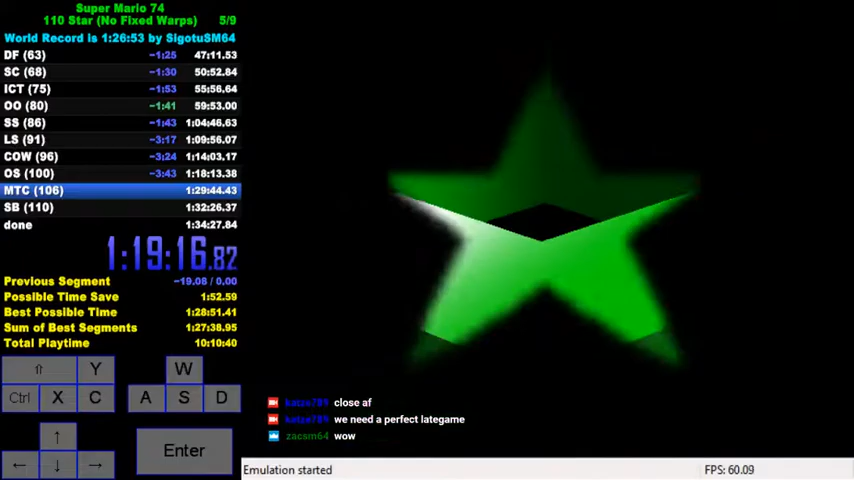 Super Mario 74
110 Star (No Fixed Warps) 5/9
World Record is 1:26:53 by SigotuSM64
DF (63) −1:25 47:11.53
SC (68) −1:30 50:52.84
ICT (75) −1:53 55:56.64
OO (80) −1:41 59:53.00
SS (86) −1:43 1:04:46.63
LS (91) −3:17 1:09:56.07
COW (96) −3:24 1:14:03.17
OS (100) −3:43 1:18:13.38
MTC (106) 1:29:44.43
SB (110) 1:32:26.37
done 1:34:27.84
1:19:16.82
Previous Segment −19.08 / 0.00
Possible Time Save 1:52.59
Best Possible Time 1:28:51.41
Sum of Best Segments 1:27:38.95
Total Playtime 10:10:40
⇧ Y W
Ctrl X C A S D
↑
← ↓ → Enter
katze789 close af
katze789 we need a perfect lategame
zacsm64 wow
Emulation started FPS: 60.09